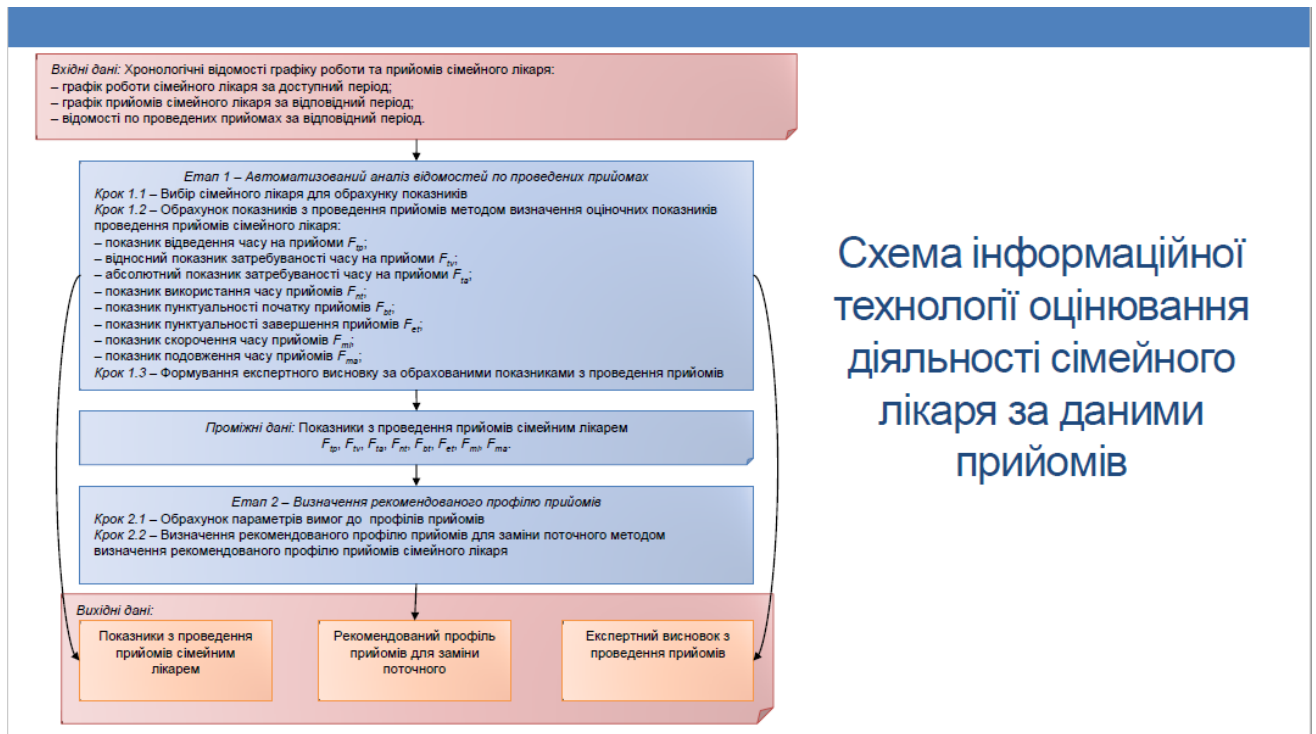 Вхідні дані: Хронологічні відомості графіку роботи та прийомів сімейного лікаря:
– графік роботи сімейного лікаря за доступний період;
– графік прийомів сімейного лікаря за відповідний період;
– відомості по проведених прийомах за відповідний період.
Етап 1 – Автоматизований аналіз відомостей по проведених прийомах
Крок 1.1 – Вибір сімейного лікаря для обрахунку показників
Крок 1.2 – Обрахунок показників з проведення прийомів методом визначення оціночних показників
проведення прийомів сімейного лікаря:
– показник відведення часу на прийоми Ftp;
– відносний показник затребуваності часу на прийоми Ftv;
– абсолютний показник затребуваності часу на прийоми Fta;
– показник використання часу прийомів Fnt;
– показник пунктуальності початку прийомів Fbt;
– показник пунктуальності завершення прийомів Fet;
– показник скорочення часу прийомів Fmi;
– показник подовження часу прийомів Fma;
Крок 1.3 – Формування експертного висновку за обрахованими показниками з проведення прийомів
Проміжні дані: Показники з проведення прийомів сімейним лікарем
Ftp, Ftv, Fta, Fnt, Fbt, Fet, Fmi, Fma.
Етап 2 – Визначення рекомендованого профілю прийомів
Крок 2.1 – Обрахунок параметрів вимог до профілів прийомів
Крок 2.2 – Визначення рекомендованого профілю прийомів для заміни поточного методом
визначення рекомендованого профілю прийомів сімейного лікаря
Вихідні дані:
Показники з проведення
прийомів сімейним
лікарем
Рекомендований профіль
прийомів для заміни
поточного
Експертний висновок з
проведення прийомів
Схема інформаційної
технології оцінювання
діяльності сімейного
лікаря за даними
прийомів